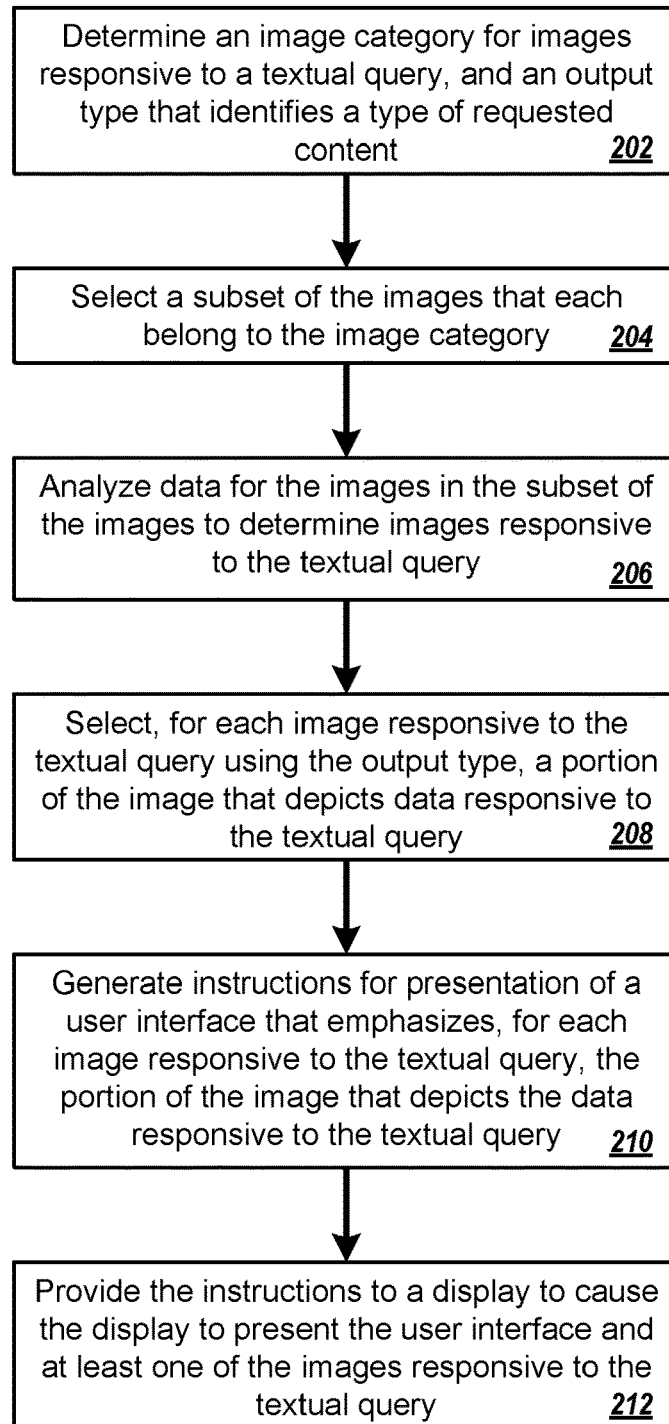 Determine an image category for images
responsive to a textual query, and an output
type that identifies a type of requested
content 202
Select a subset of the images that each
belong to the image category 204
Analyze data for the images in the subset of
the images to determine images responsive
to the textual query 206
Select, for each image responsive to the
textual query using the output type, a portion
of the image that depicts data responsive to
the textual query 208
Generate instructions for presentation of a
user interface that emphasizes, for each
image responsive to the textual query, the
portion of the image that depicts the data
responsive to the textual query 210
Provide the instructions to a display to cause
the display to present the user interface and
at least one of the images responsive to the
textual query 212